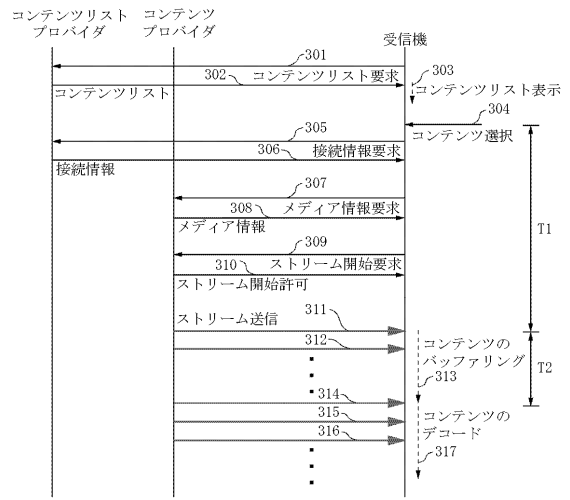 コンテンツリスト
プロバイダ
コンテンツ
プロバイダ
受信機
301
302
コンテンツリスト要求
303
コンテンツリスト
コンテンツリスト表示
304
コンテンツ選択
305
306
接続情報要求
接続情報
307
308
メディア情報要求
メディア情報
T1
309
310
ストリーム開始要求
ストリーム開始許可
311
ストリーム送信
312
コンテンツの
バッファリング
313
T2
314
315
コンテンツの
デコード
316
317